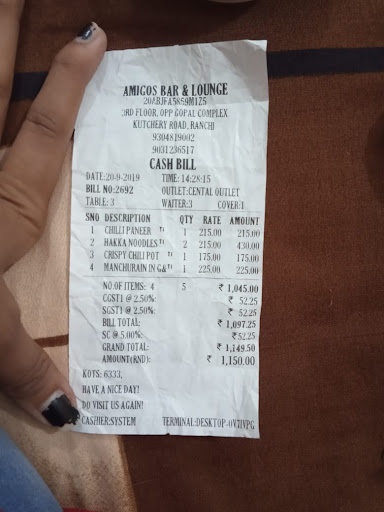 AMIGOS BAR & LOUNGE
20ABJFA5859M1Z5
3RD FLOOR, OPP GOPAL COMPLEX
KUTCHERY ROAD, RANCHI
9304819002
9031236517
CASH BILL
DATE:20-9-2019 TIME: 14:28:15
BILL NO:2692 OUTLET:CENTAL OUTLET
TABLE: 3 WAITER:3 COVER:1
SNO DESCRIPTION QTY RATE AMOUNT
1 CHILLI PANEER 1 215.00 215.00
2 HAKKA NOODLES 2 215.00 430.00
3 CRISPY CHILI POT 1 175.00 175.00
4 MANCHURAIN IN G& 1 225.00 225.00
NO.OF ITEMS: 4 5 ₹ 1,045.00
CGST1 @ 2.50%: ₹ 52.25
SGST1 @ 2.50%: ₹ 52.25
BILL TOTAL: ₹ 1,097.25
SC @ 5.00%: ₹52.25
GRAND TOTAL: ₹ 1,149.50
AMOUNT(RND): ₹ 1,150.00
KOTS: 6333,
HAVE A NICE DAY!
DO VISIT US AGAIN!
CASHIER:SYSTEM TERMINAL:DESKTOP-OV7IVPG